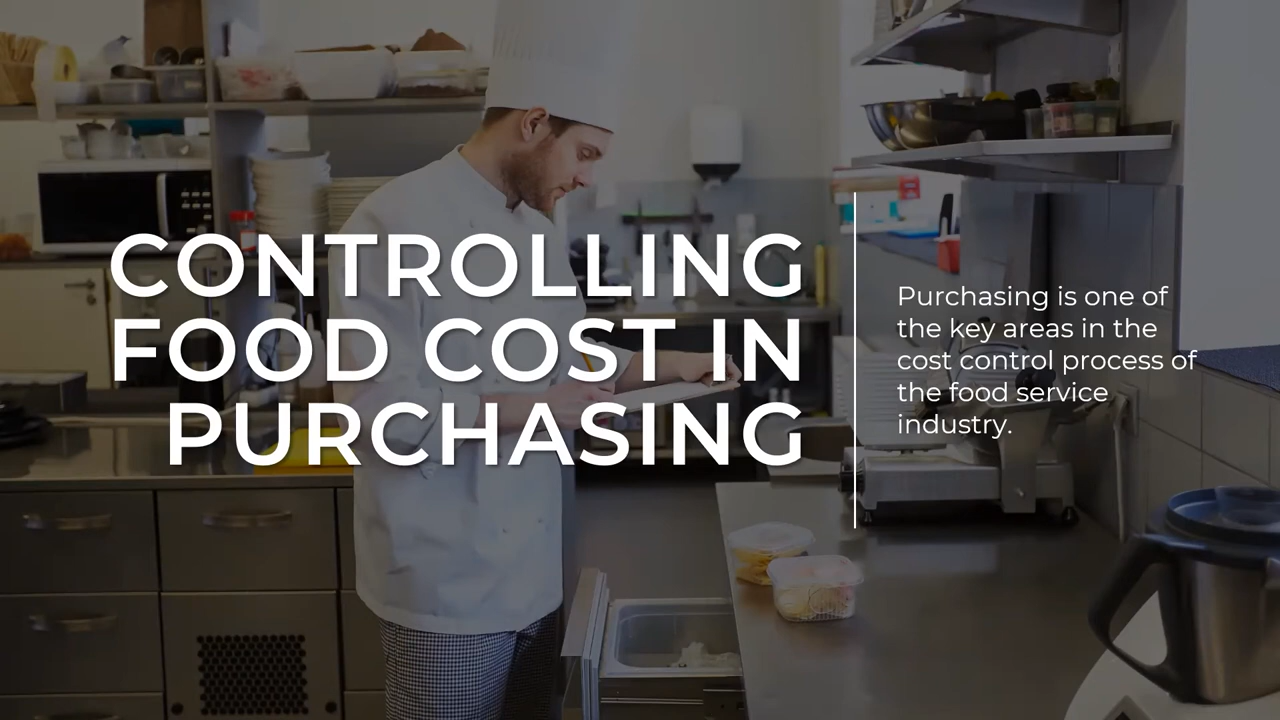 CONTROLLING
FOOD COST IN
PURCHASING
Purchasing is one of
the key areas in the
cost control process of
the food service
industry.